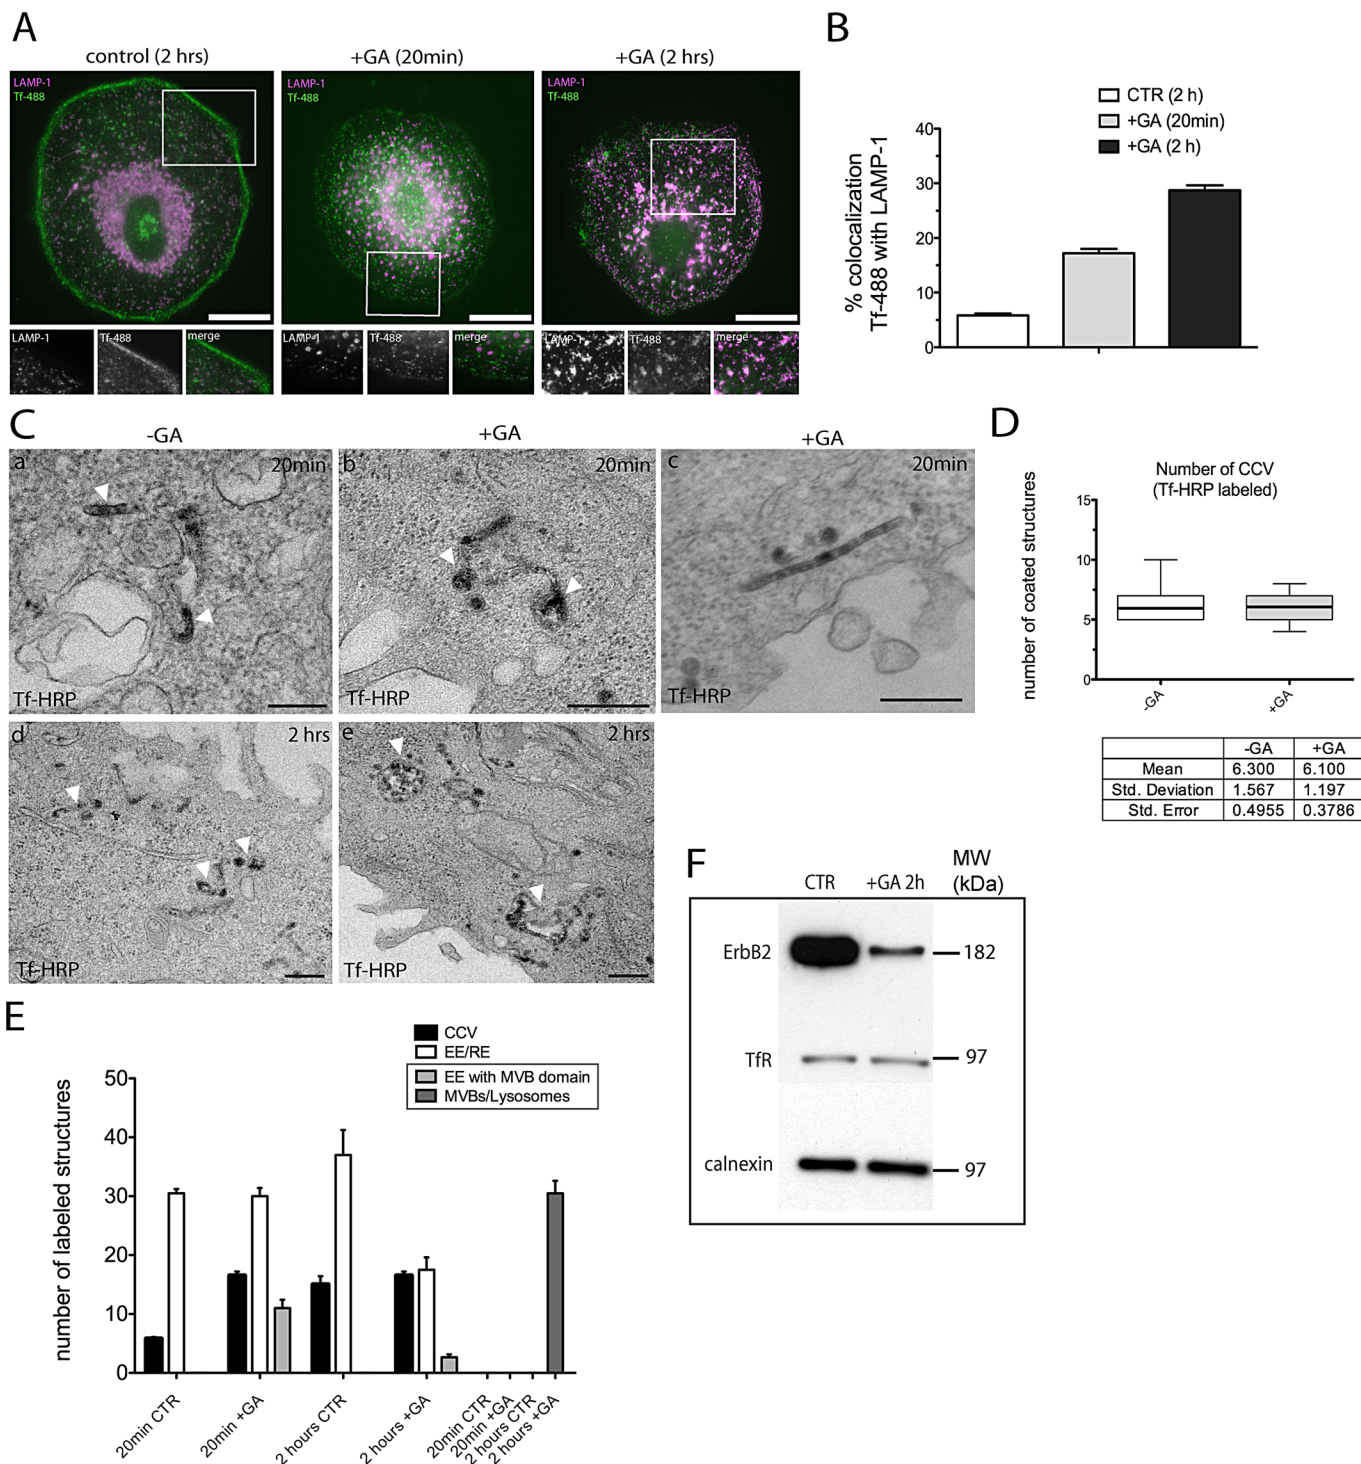 A
control (2 hrs)
+GA (20min)
+GA (2 hrs)
LAMP-1
Tf-488
LAMP-1
Tf-488
LAMP-1
Tf-488
LAMP-1
Tf-488
merge
LAMP-1
Tf-488
merge
LAMP-1
Tf-488
merge
B
CTR (2 h)
+GA (20min)
+GA (2 h)
% colocalization
Tf-488 with LAMP-1
40
30
20
10
0
C
-GA
+GA
+GA
a
20min
Tf-HRP
b
20min
Tf-HRP
c
20min
Tf-HRP
d
2 hrs
Tf-HRP
e
2 hrs
Tf-HRP
D
Number of CCV
(Tf-HRP labeled)
number of coated structures
15
10
5
0
-GA
+GA
-GA +GA
Mean 6.300 6.100
Std. Deviation 1.567 1.197
Std. Error 0.4955 0.3786
E
CCV
EE/RE
EE with MVB domain
MVBs/Lysosomes
number of labeled structures
50
40
30
20
10
0
20min CTR
20min +GA
2 hours CTR
2 hours +GA
20min CTR
20min +GA
2 hours CTR
2 hours +GA
F
CTR
+GA 2h
MW
(kDa)
ErbB2
182
TfR
97
calnexin
97